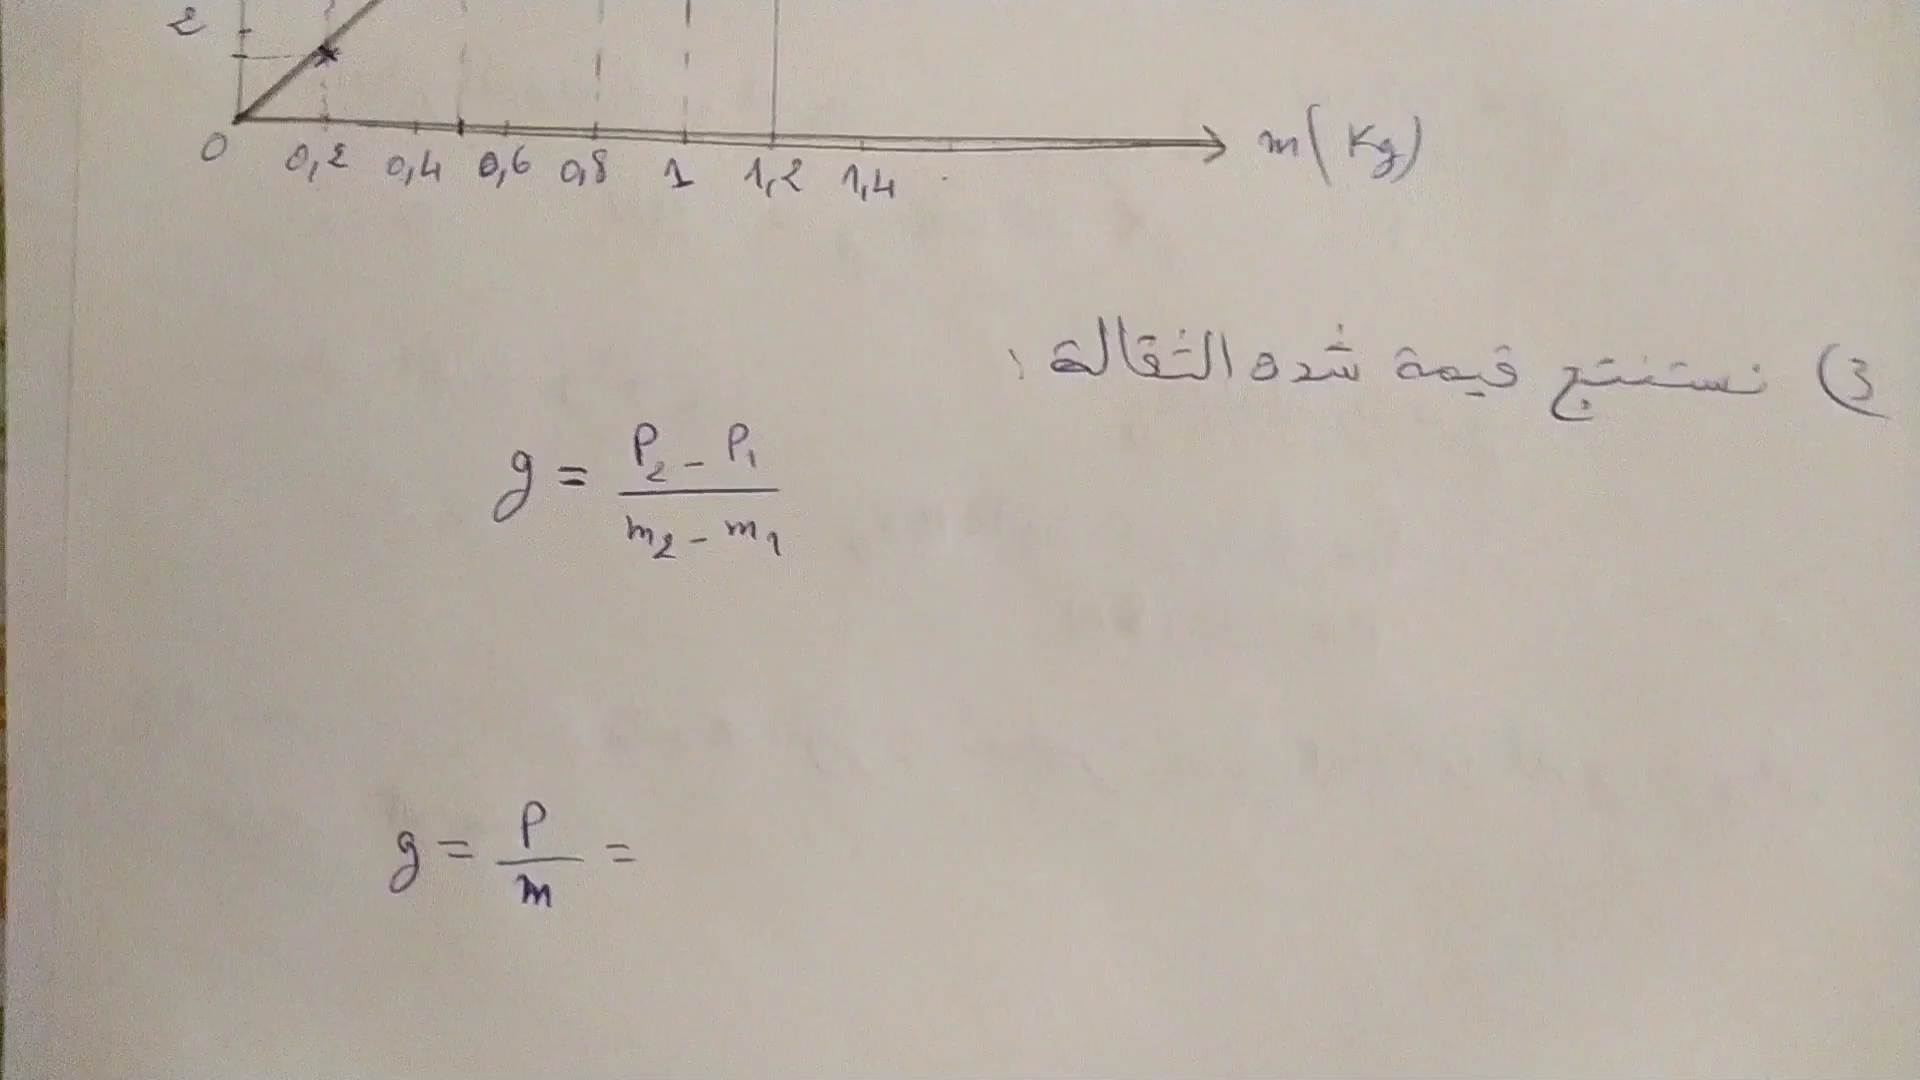 2
0 0,2 0,4 0,6 0,8 1 1,2 1,4 m(Kg)
3) نستنتج قيمة شده الثقالة :
g = P₂ - P₁ / m₂ - m₁
g = P / m =